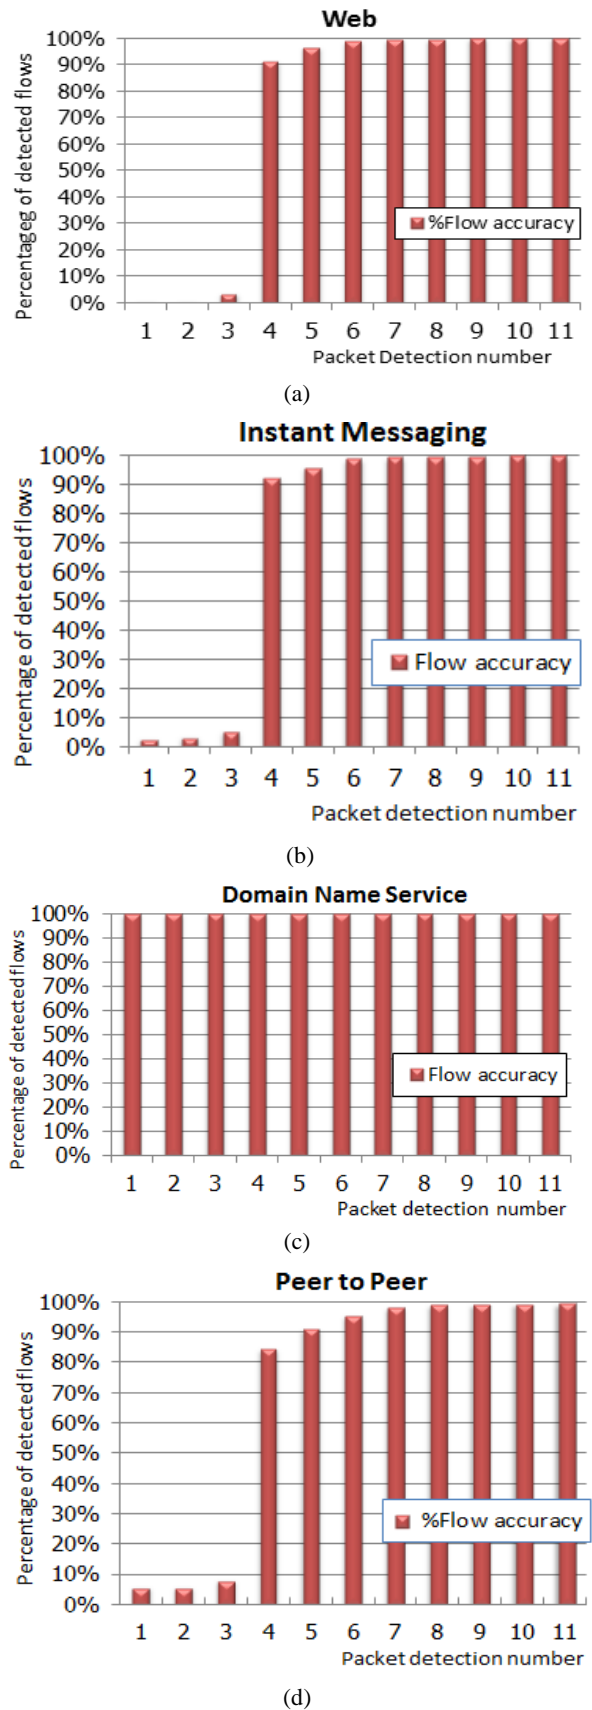 Web
100%
90%
80%
70%
60%
50%
40%
30%
20%
10%
0%
Percentageg of detected flows
%Flow accuracy
1 2 3 4 5 6 7 8 9 10 11
Packet Detection number
(a)
Instant Messaging
100%
90%
80%
70%
60%
50%
40%
30%
20%
10%
0%
Percentage of detected flows
Flow accuracy
1 2 3 4 5 6 7 8 9 10 11
Packet detection number
(b)
Domain Name Service
100%
90%
80%
70%
60%
50%
40%
30%
20%
10%
0%
Percentage of detected flows
Flow accuracy
1 2 3 4 5 6 7 8 9 10 11
Packet detection number
(c)
Peer to Peer
100%
90%
80%
70%
60%
50%
40%
30%
20%
10%
0%
Percentage of detected flows
%Flow accuracy
1 2 3 4 5 6 7 8 9 10 11
Packet detection number
(d)